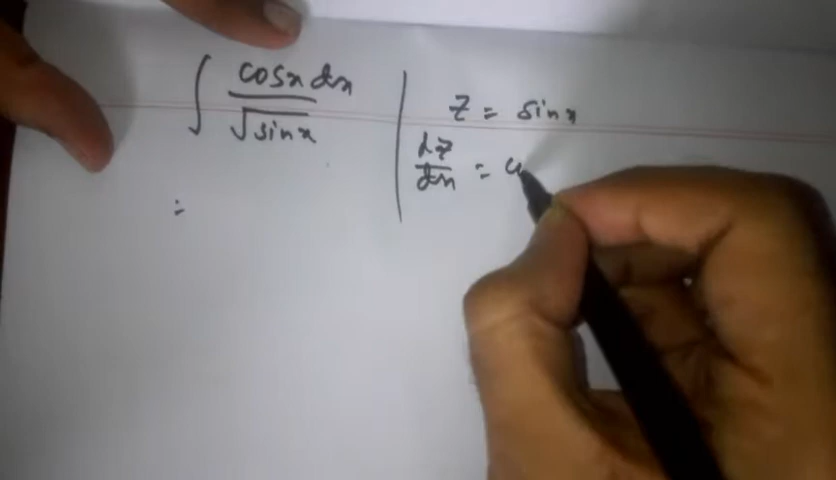 ∫ cosx dx / √sinx
z = sinx
dz/dx = c
=